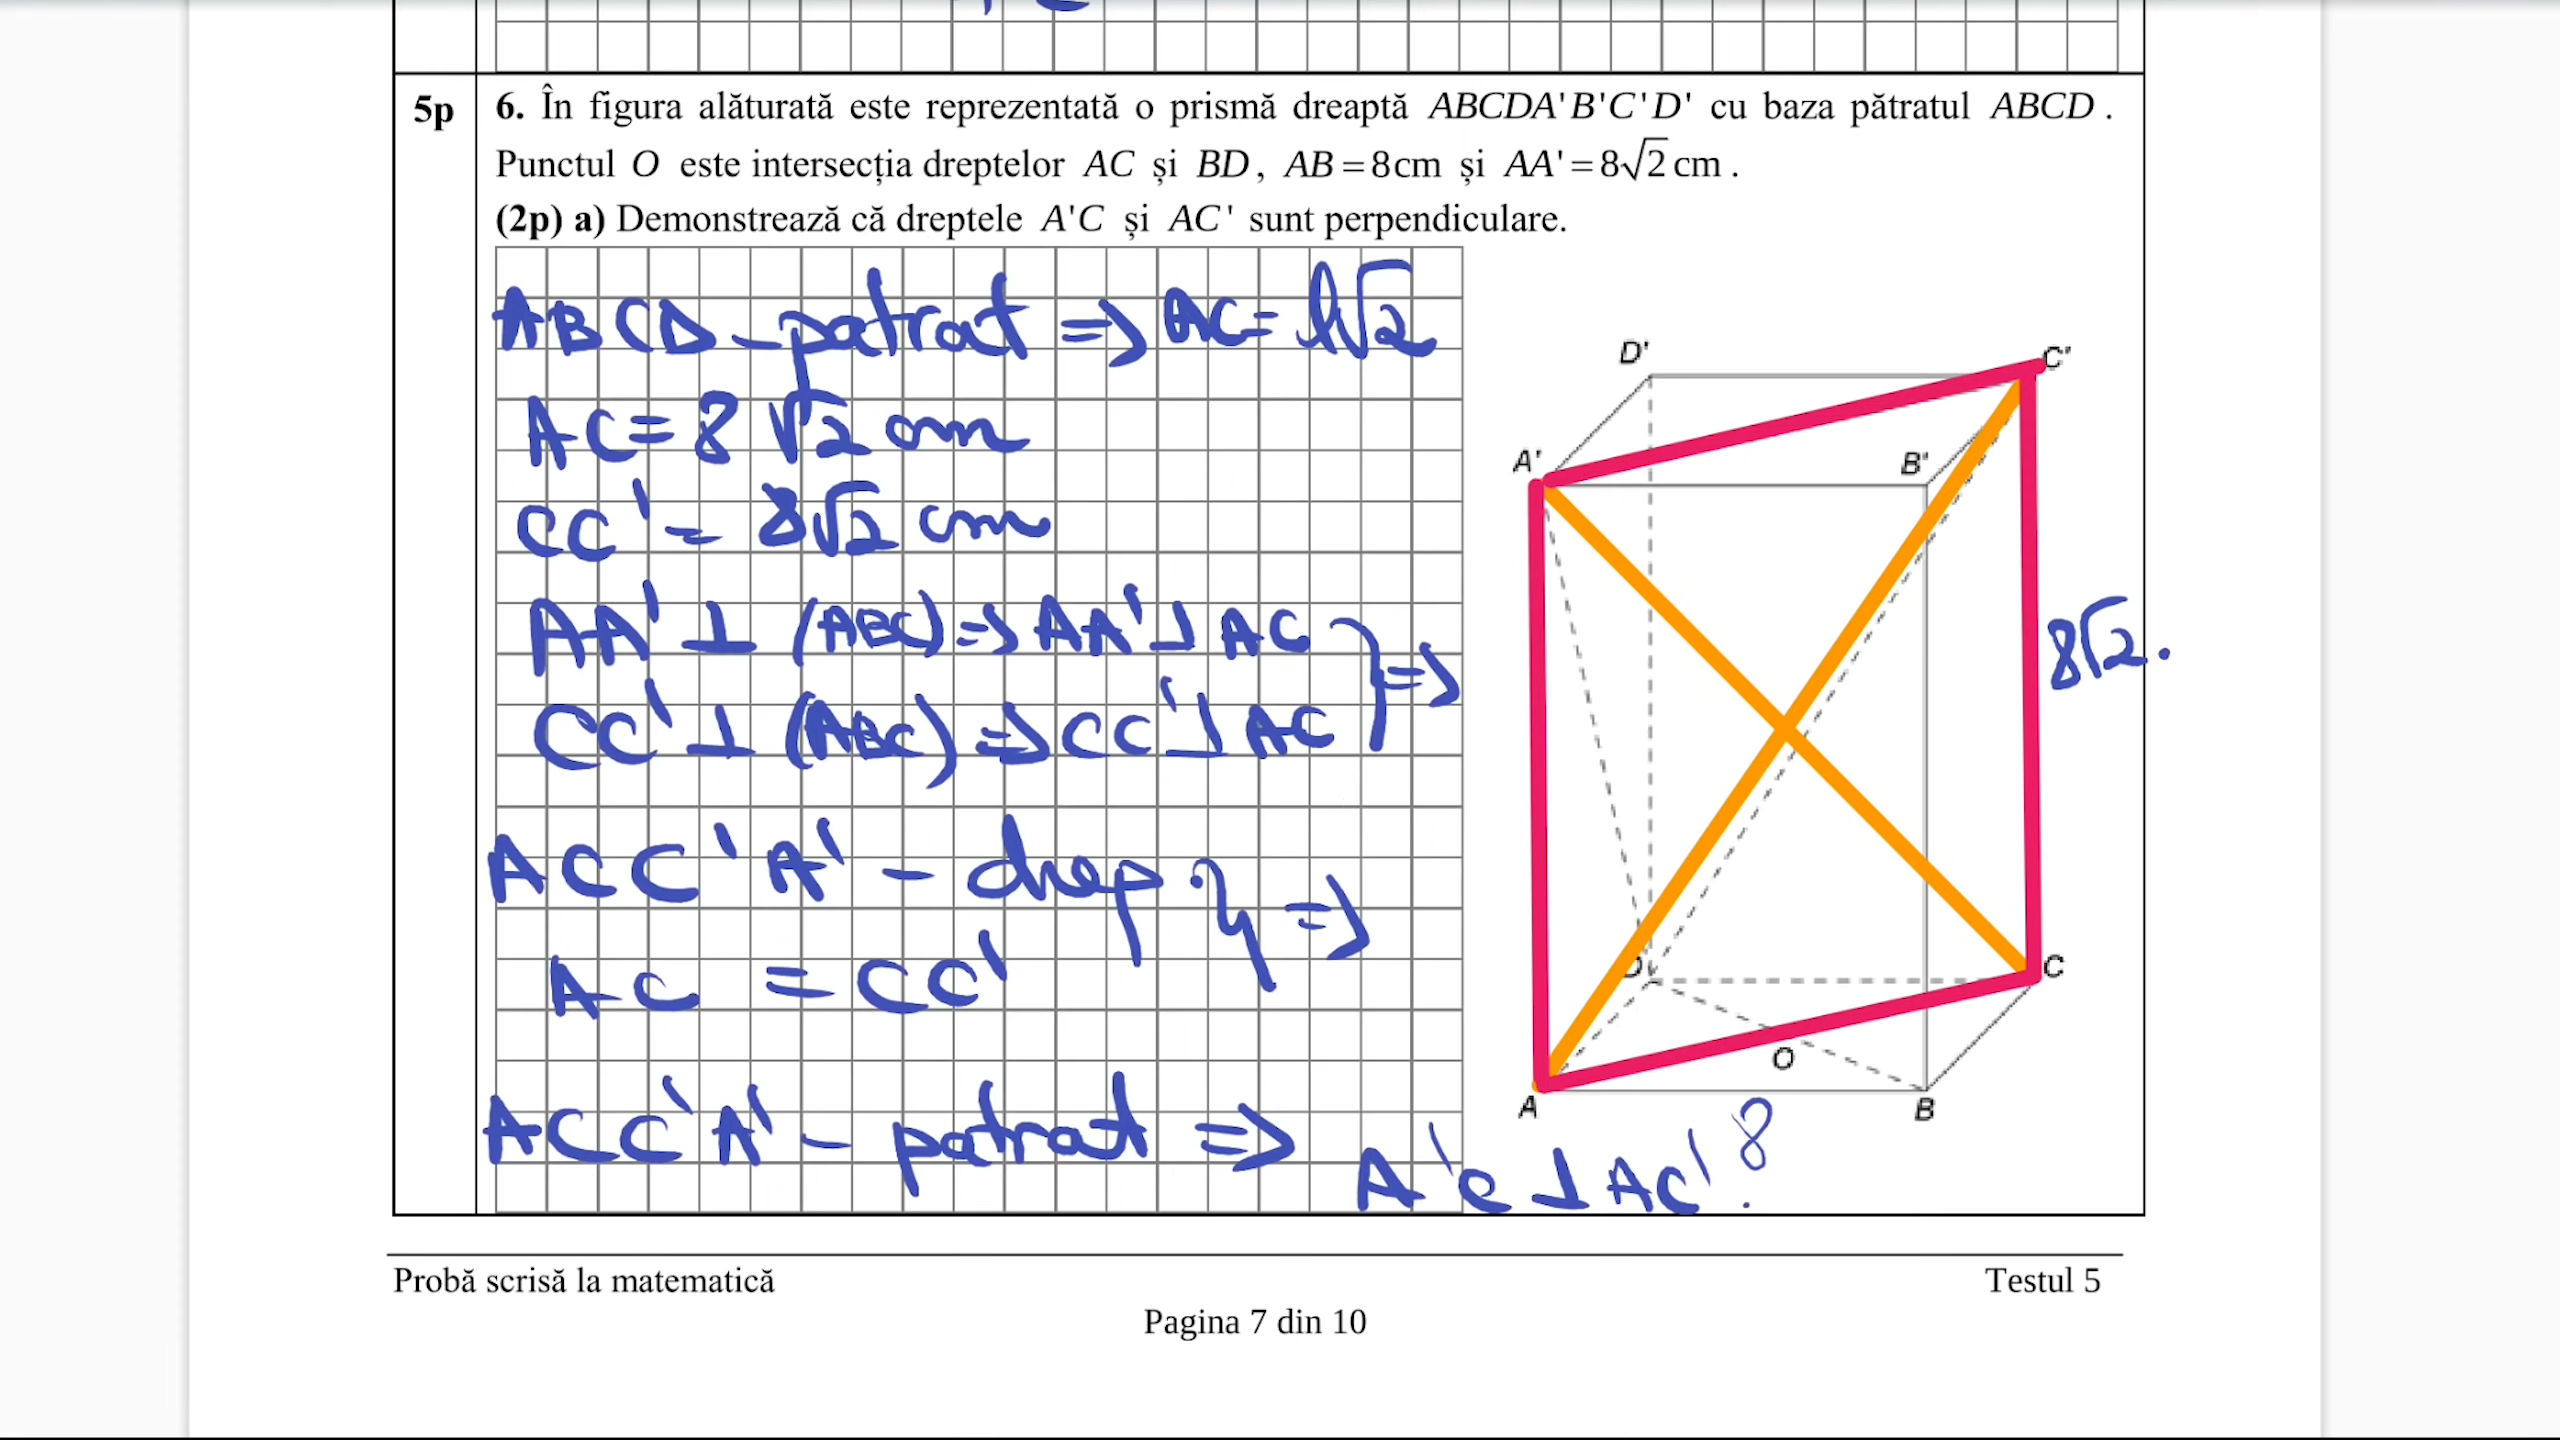 5p
6. În figura alăturată este reprezentată o prismă dreaptă ABCDA'B'C'D' cu baza pătratul ABCD.
Punctul O este intersecția dreptelor AC și BD, AB = 8cm și AA' = 8√2 cm.
(2p) a) Demonstrează că dreptele A'C și AC' sunt perpendiculare.
ABCD - patrat => AC = l√2
AC = 8√2 cm
CC' = 8√2 cm
AA' ⊥ (ABC) => AA' ⊥ AC } =>
CC' ⊥ (ABC) => CC' ⊥ AC
ACC'A' - drep } =>
AC = CC'
ACC'A' - patrat => A'C ⊥ AC'.
D'
C'
A'
B'
8√2.
D
C
O
A
B
8
Probă scrisă la matematică
Testul 5
Pagina 7 din 10